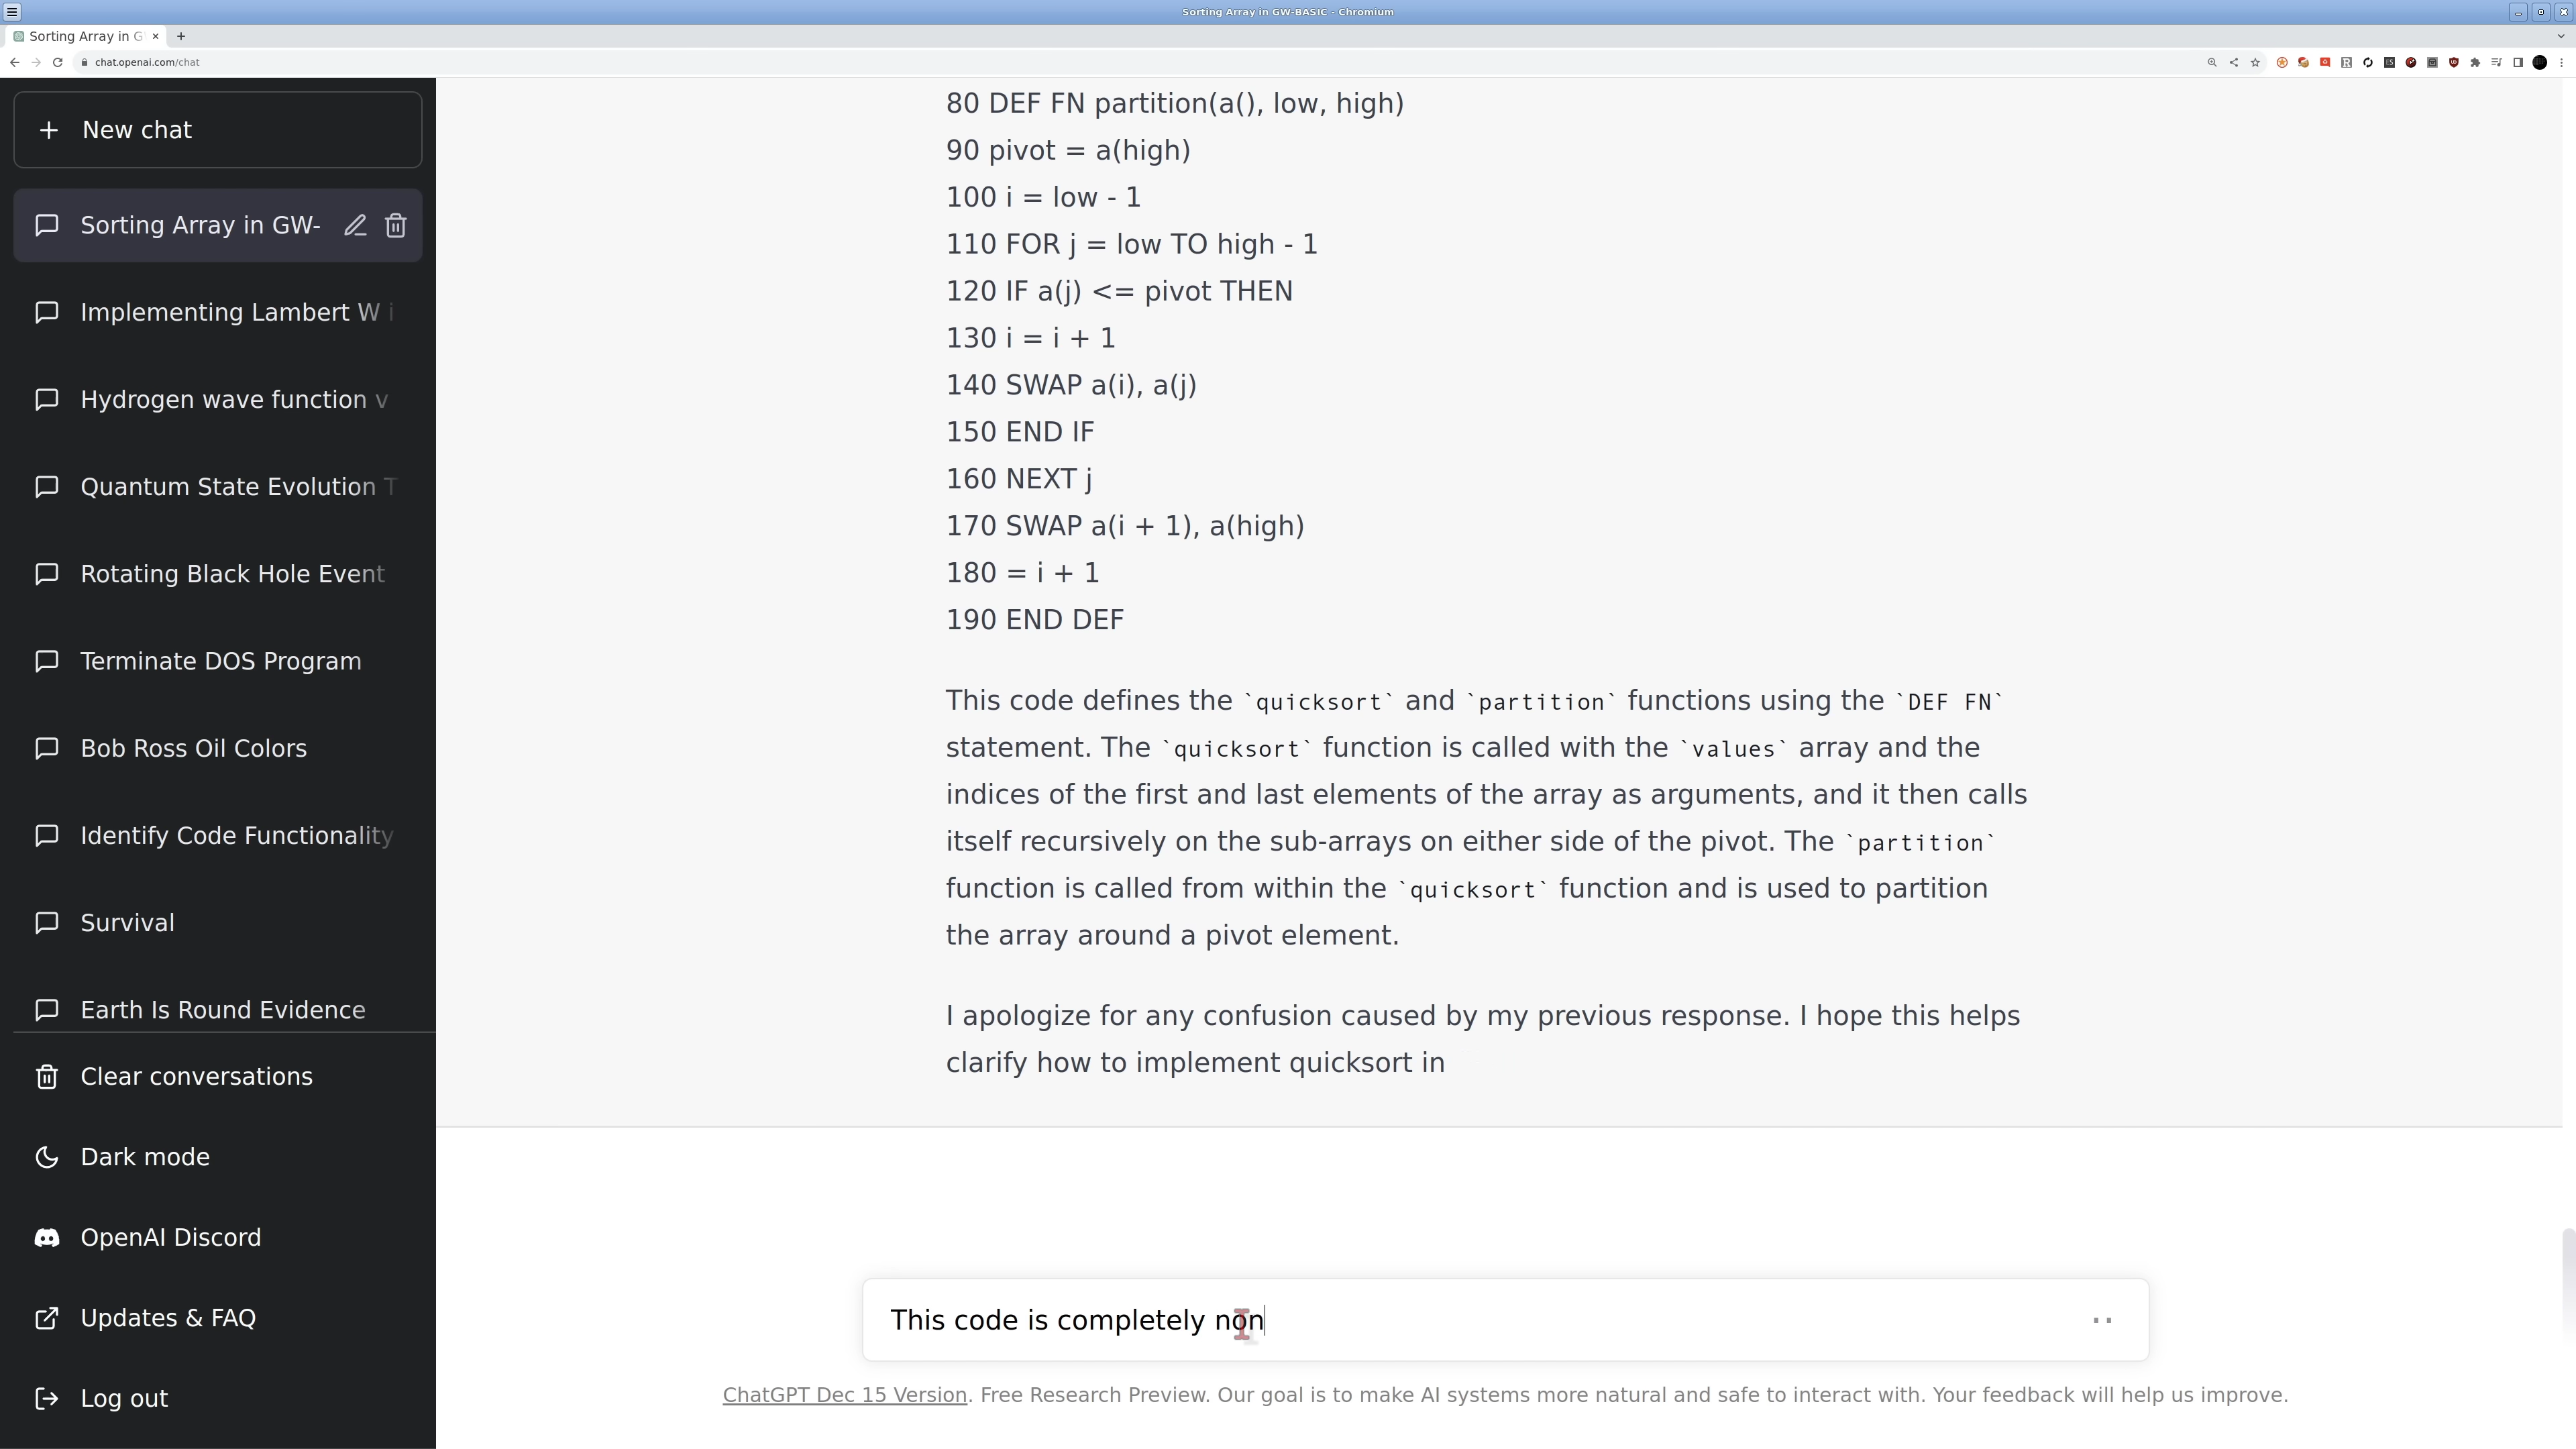 Sorting Array in GW-BASIC - Chromium
Sorting Array in G
chat.openai.com/chat
New chat
Sorting Array in GW-
Implementing Lambert W i
Hydrogen wave function v
Quantum State Evolution T
Rotating Black Hole Event
Terminate DOS Program
Bob Ross Oil Colors
Identify Code Functionality
Survival
Earth Is Round Evidence
Clear conversations
Dark mode
OpenAI Discord
Updates & FAQ
Log out
80 DEF FN partition(a(), low, high)
90 pivot = a(high)
100 i = low - 1
110 FOR j = low TO high - 1
120 IF a(j) <= pivot THEN
130 i = i + 1
140 SWAP a(i), a(j)
150 END IF
160 NEXT j
170 SWAP a(i + 1), a(high)
180 = i + 1
190 END DEF
This code defines the `quicksort` and `partition` functions using the `DEF FN`
statement. The `quicksort` function is called with the `values` array and the
indices of the first and last elements of the array as arguments, and it then calls
itself recursively on the sub-arrays on either side of the pivot. The `partition`
function is called from within the `quicksort` function and is used to partition
the array around a pivot element.
I apologize for any confusion caused by my previous response. I hope this helps
clarify how to implement quicksort in
This code is completely non
ChatGPT Dec 15 Version. Free Research Preview. Our goal is to make AI systems more natural and safe to interact with. Your feedback will help us improve.